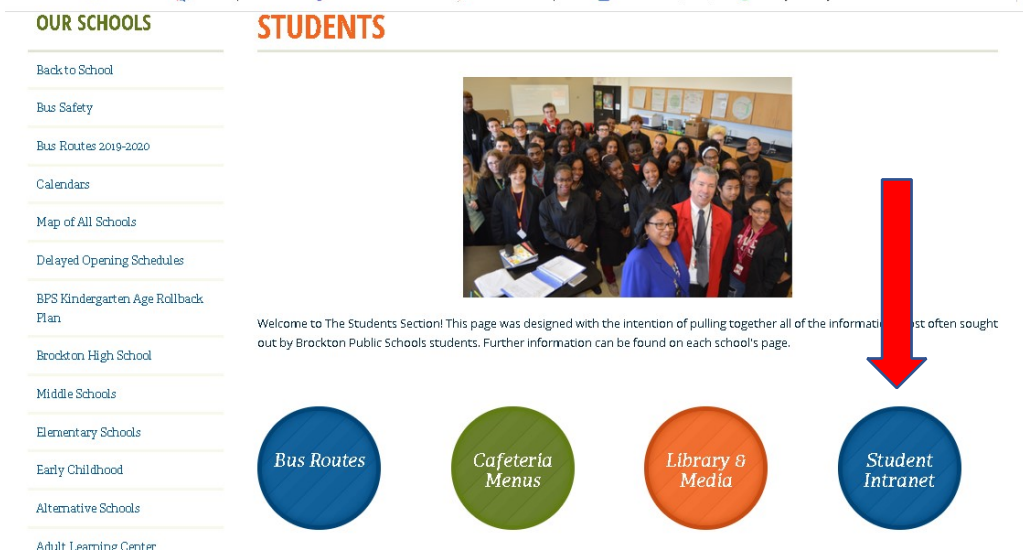 OUR SCHOOLS
Back to School
Bus Safety
Bus Routes 2019-2020
Calendars
Map of All Schools
Delayed Opening Schedules
BPS Kindergarten Age Rollback
Plan
Brockton High School
Middle Schools
Elementary Schools
Early Childhood
Alternative Schools
Adult Learning Center
STUDENTS
Welcome to The Students Section! This page was designed with the intention of pulling together all of the often sought
out by Brockton Public Schools students. Further information can be found on each school's page.
Bus Routes
Cafeteria
Menus
Library &
Media
Student
Intranet